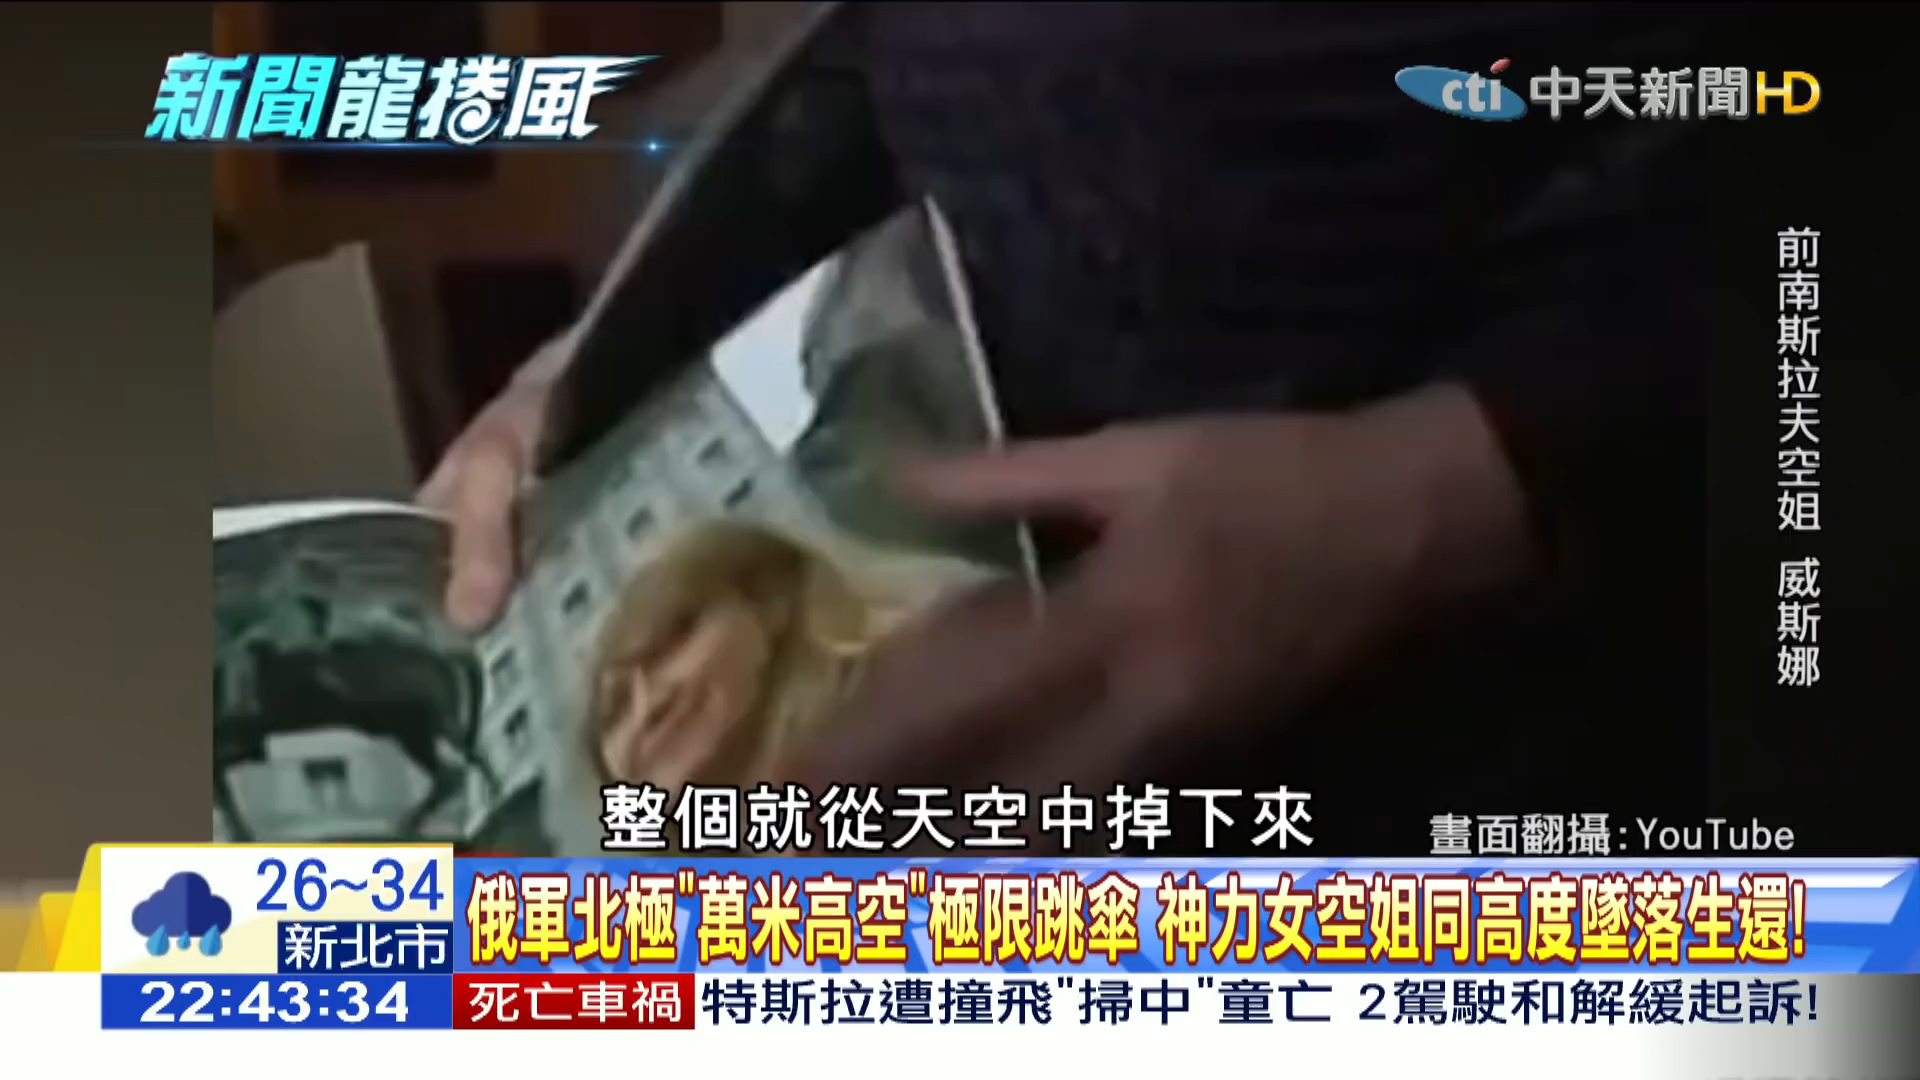 新聞龍捲風
cti 中天新聞HD
前南斯拉夫空姐 威斯娜
整個就從天空中掉下來
畫面翻攝:YouTube
26~34
新北市
俄軍北極"萬米高空"極限跳傘 神力女空姐同高度墜落生還!
22:43:34
死亡車禍
特斯拉遭撞飛"掃中"童亡 2駕駛和解緩起訴!